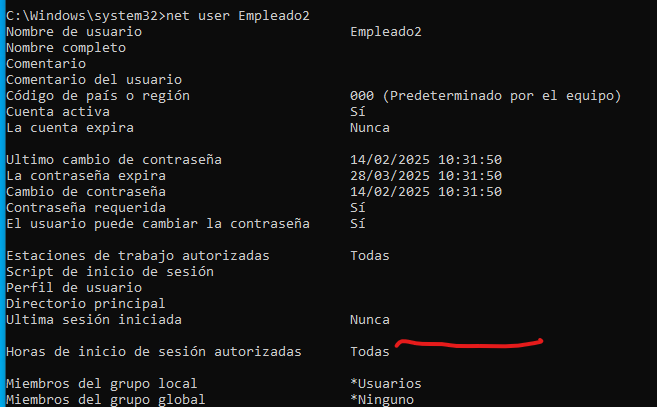 C:\Windows\system32>net user Empleado2
Nombre de usuario                          Empleado2
Nombre completo
Comentario
Comentario del usuario
Código de país o región                    000 (Predeterminado por el equipo)
Cuenta activa                              Sí
La cuenta expira                           Nunca
Ultimo cambio de contraseña                14/02/2025 10:31:50
La contraseña expira                       28/03/2025 10:31:50
Cambio de contraseña                       14/02/2025 10:31:50
Contraseña requerida                       Sí
El usuario puede cambiar la contraseña     Sí
Estaciones de trabajo autorizadas          Todas
Script de inicio de sesión
Perfil de usuario
Directorio principal
Ultima sesión iniciada                     Nunca
Horas de inicio de sesión autorizadas      Todas
Miembros del grupo local                   *Usuarios
Miembros del grupo global                  *Ninguno